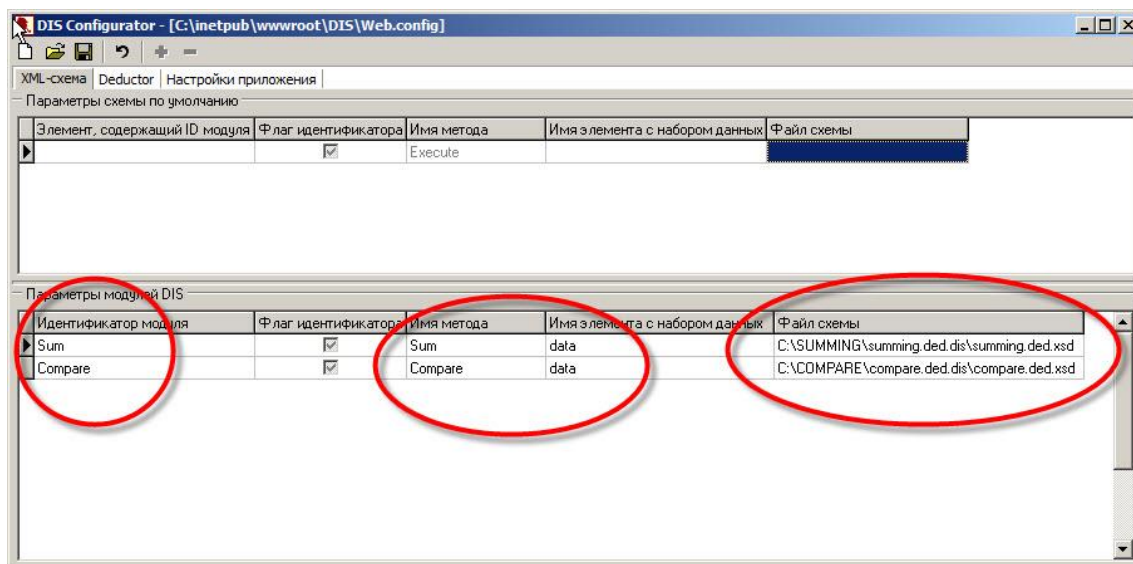 DIS Configurator - [C:\inetpub\wwwroot\DIS\Web.config]
XML-схема Deductor Настройки приложения
Параметры схемы по умолчанию
Элемент, содержащий ID модуля Флаг идентификатора Имя метода Имя элемента с набором данных Файл схемы
Execute
Параметры модулей DIS
Идентификатор модуля Флаг идентификатора Имя метода Имя элемента с набором данных Файл схемы
Sum Sum data C:\SUMMING\summing.ded.dis\summing.ded.xsd
Compare Compare data C:\COMPARE\compare.ded.dis\compare.ded.xsd